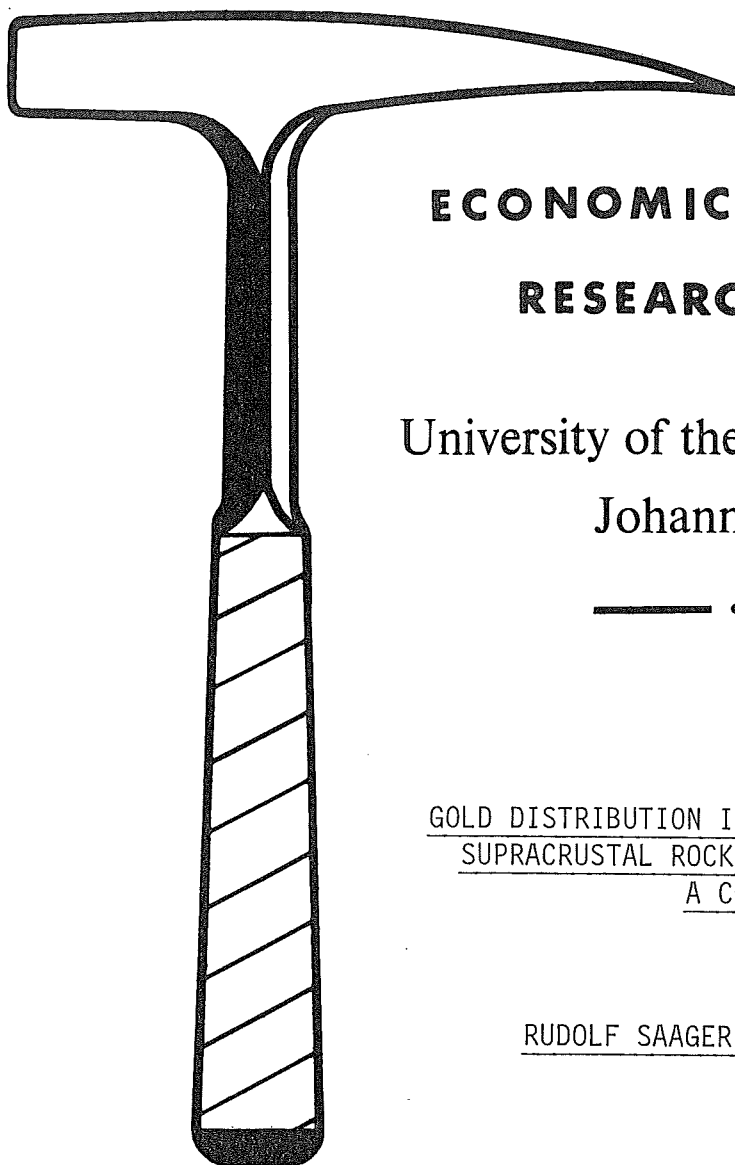 ECONOMIC
RESEARC
University of the
Johann
GOLD DISTRIBUTION I
SUPRACRUSTAL ROCK
A C
RUDOLF SAAGER